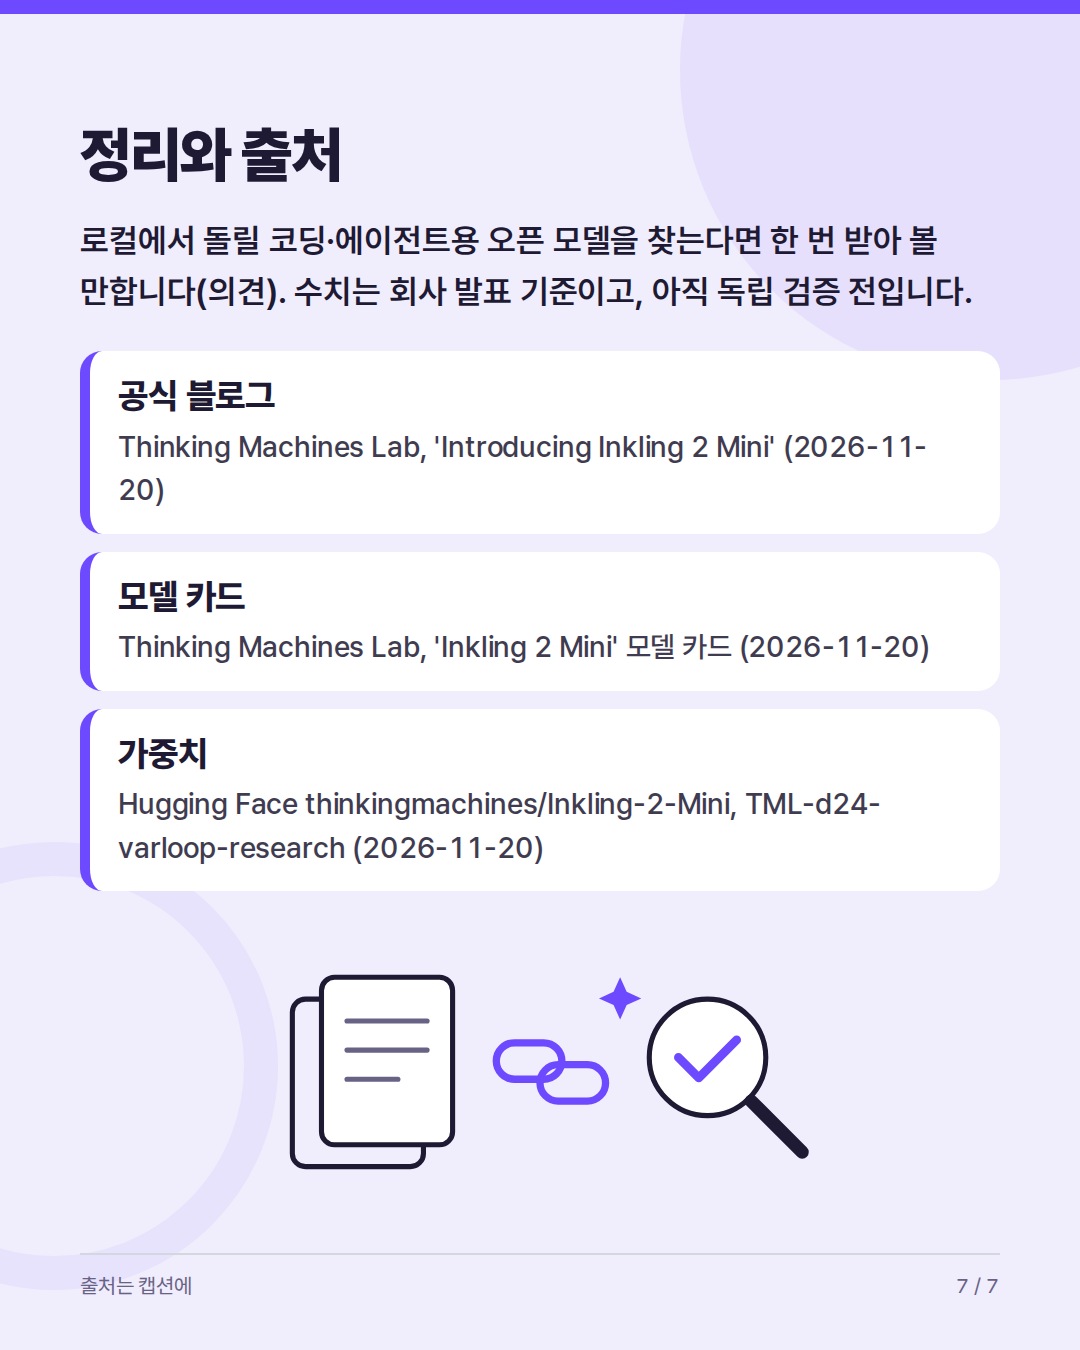 정리와 출처
로컬에서 돌릴 코딩·에이전트용 오픈 모델을 찾는다면 한 번 받아 볼
만합니다(의견). 수치는 회사 발표 기준이고, 아직 독립 검증 전입니다.
공식 블로그
Thinking Machines Lab, 'Introducing Inkling 2 Mini' (2026-11-
20)
모델 카드
Thinking Machines Lab, 'Inkling 2 Mini' 모델 카드 (2026-11-20)
가중치
Hugging Face thinkingmachines/Inkling-2-Mini, TML-d24-
varloop-research (2026-11-20)
출처는 캡션에
7 / 7